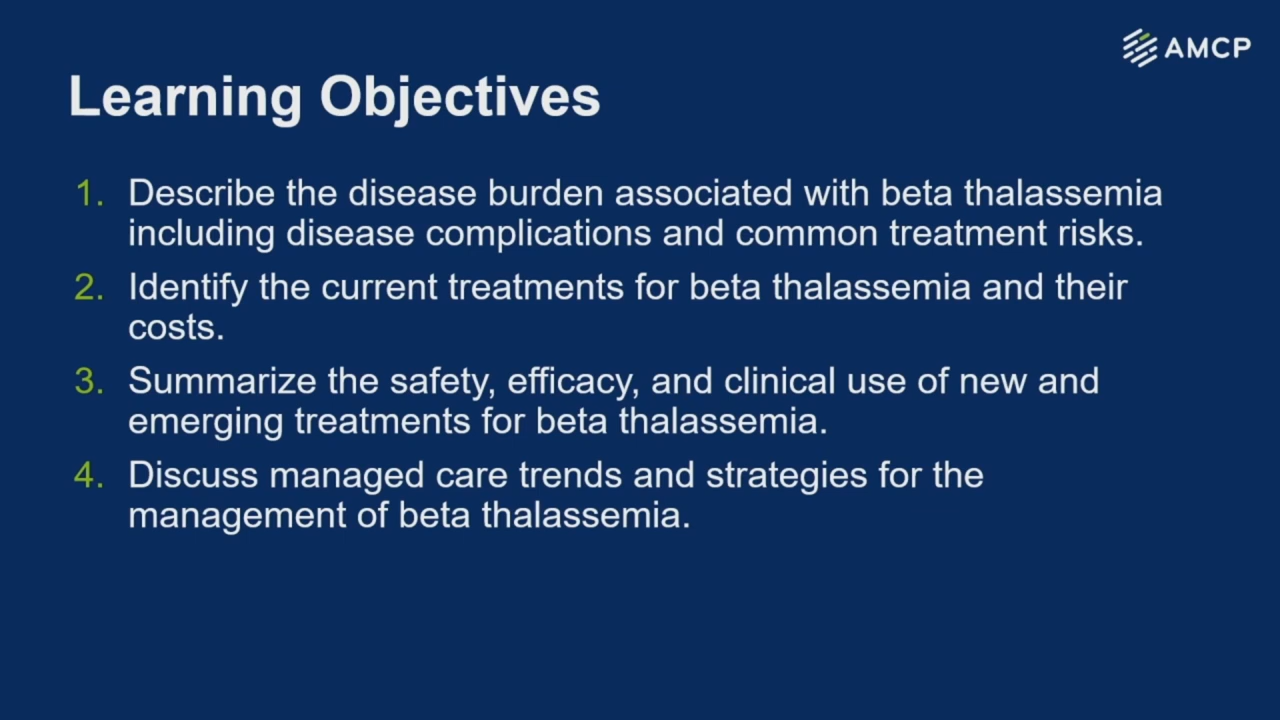 AMCP
Learning Objectives
1. Describe the disease burden associated with beta thalassemia
including disease complications and common treatment risks.
2. Identify the current treatments for beta thalassemia and their
costs.
3. Summarize the safety, efficacy, and clinical use of new and
emerging treatments for beta thalassemia.
4. Discuss managed care trends and strategies for the
management of beta thalassemia.